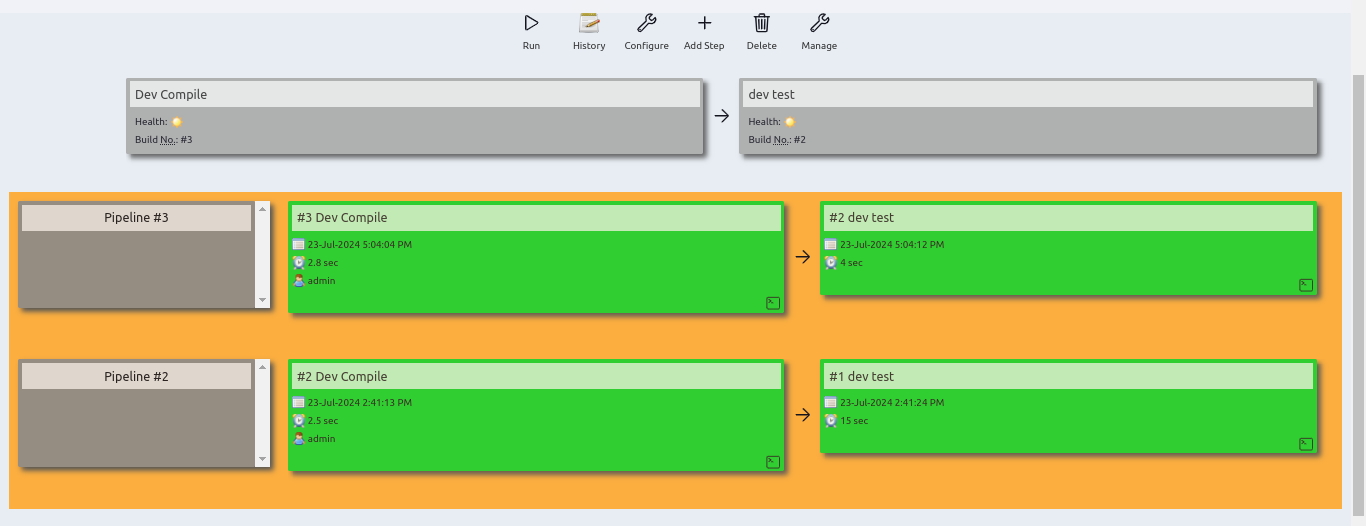 Run History Configure Add Step Delete Manage
Dev Compile
Health:
Build No.: #3
dev test
Health:
Build No.: #2
Pipeline #3
#3 Dev Compile
23-Jul-2024 5:04:04 PM
2.8 sec
admin
#2 dev test
23-Jul-2024 5:04:12 PM
4 sec
Pipeline #2
#2 Dev Compile
23-Jul-2024 2:41:13 PM
2.5 sec
admin
#1 dev test
23-Jul-2024 2:41:24 PM
15 sec